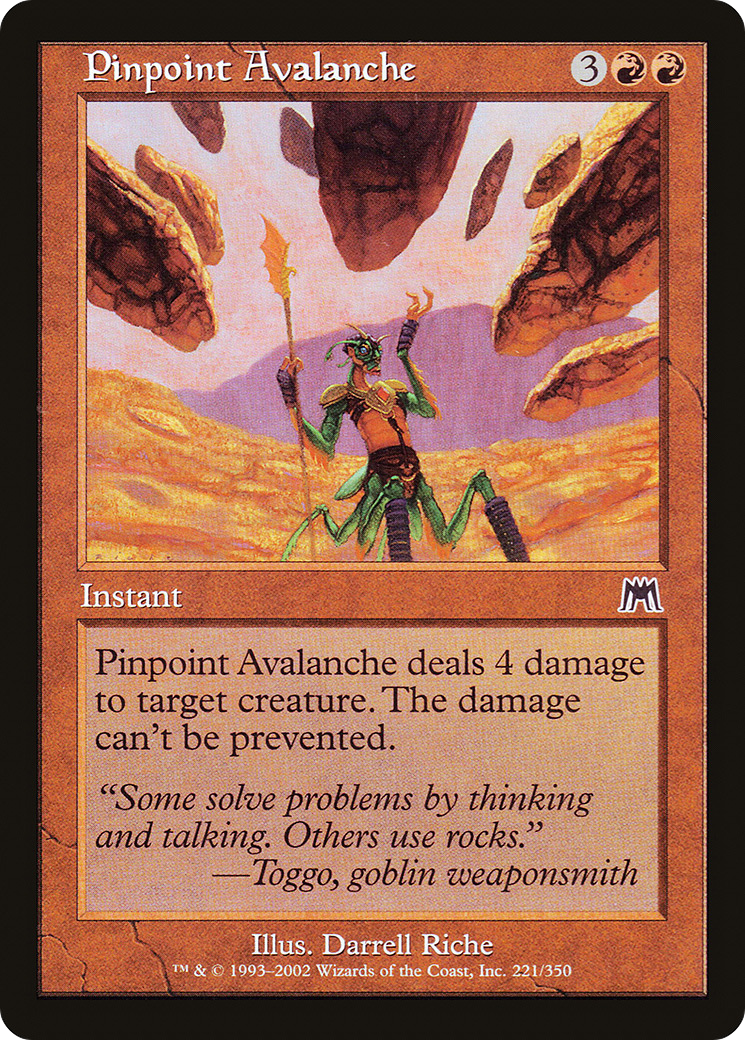 Pinpoint Avalanche
3
Instant
Pinpoint Avalanche deals 4 damage
to target creature. The damage
can't be prevented.
"Some solve problems by thinking
and talking. Others use rocks."
—Toggo, goblin weaponsmith
Illus. Darrell Riche
™ & © 1993–2002 Wizards of the Coast, Inc. 221/350